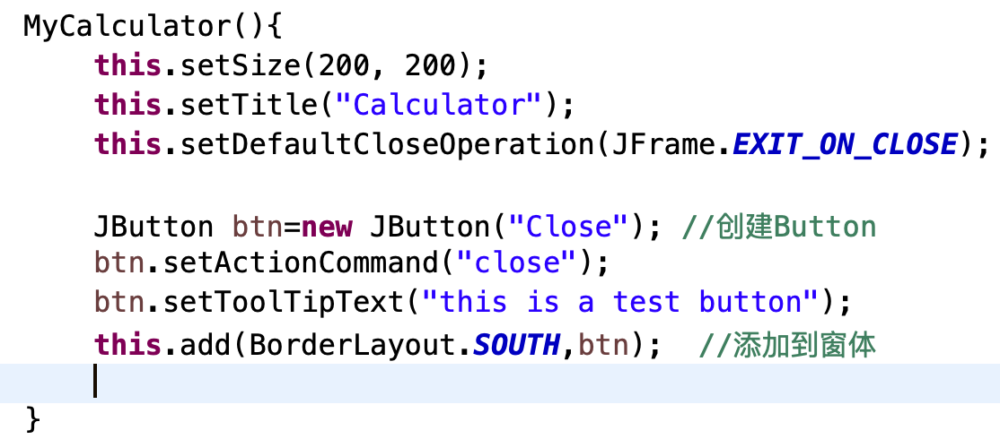 MyCalculator(){
this.setSize(200, 200);
this.setTitle("Calculator");
this.setDefaultCloseOperation(JFrame.EXIT_ON_CLOSE);
JButton btn=new JButton("Close"); //创建Button
btn.setActionCommand("close");
btn.setToolTipText("this is a test button");
this.add(BorderLayout.SOUTH,btn);  //添加到窗体
}